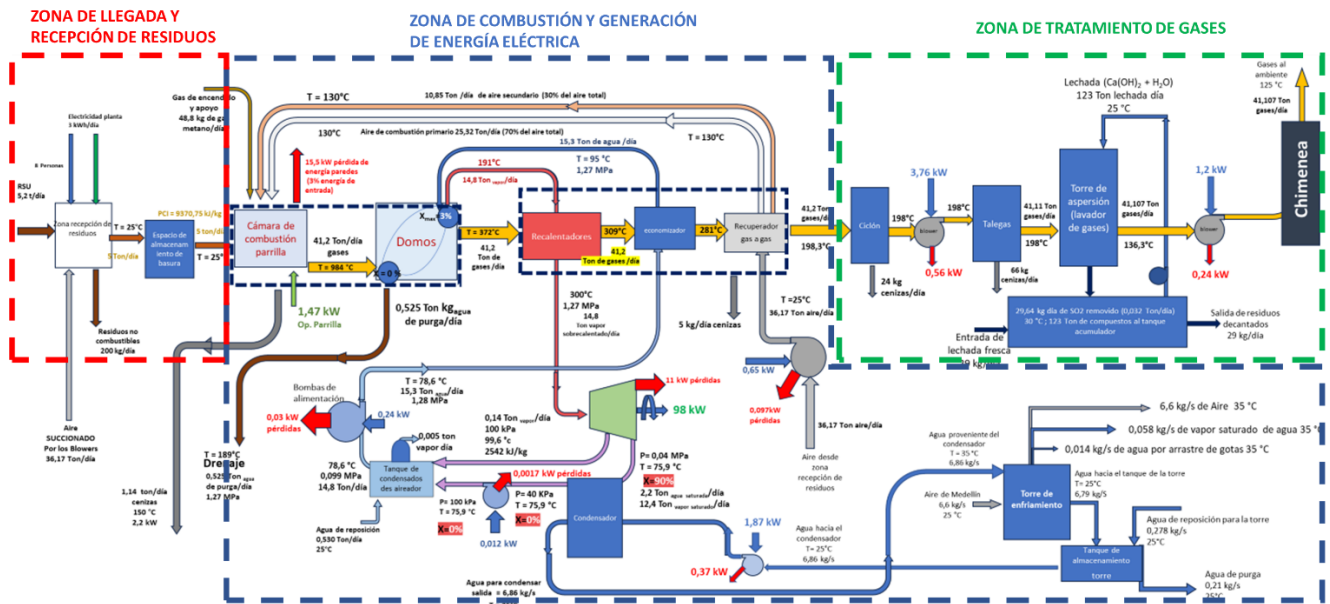 ZONA DE LLEGADA Y
RECEPCIÓN DE RESIDUOS
ZONA DE COMBUSTIÓN Y GENERACIÓN
DE ENERGÍA ELÉCTRICA
ZONA DE TRATAMIENTO DE GASES
Electricidad planta
3 kWh/día
8 Personas
RSU
5,2 t/día
Zona recepción de
residuos
T = 25°C
5 Ton/día
PCI = 9370,75 kJ/kg
Espacio de
almacenam
iento de
basura
5 ton/dí
T = 25°
Residuos no
combustibles
200 kg/día
Aire
SUCCIONADO
Por los Blowers
36,17 Ton/día
Gas de encendido
y apoyo
48,8 kg de ga
metano/día
T = 130°C
10,85 Ton /día de aire secundario (30% del aire total)
130°C
Aire de combustión primario 25,32 Ton/día (70% del aire total)
T = 130°C
15,5 kW pérdida de
energía paredes
(3% energía de
entrada)
191°C
14,8 Ton vapor/día
15,3 Ton de agua /día
T = 95 °C
1,27 MPa
Cámara de
combustión
parrilla
41,2 Ton/día
gases
T = 984 °C
Domos
X = 0 %
T = 372°C
41,2
Ton de
gases/día
Recalentadores
309°C
41,2
Ton de gases/día
economizador
281°C
Recuperador
gas a gas
41,2 Ton
gases/día
198,3°C
1,47 kW
Op. Parrilla
0,525 Ton kg agua
de purga/día
300°C
1,27 MPa
14,8
Ton vapor
sobrecalentado/día
5 kg/día cenizas
T =25°C
36,17 Ton aire/día
0,65 kW
0,097kW
pérdidas
36,17 Ton aire/día
Aire desde
zona
recepción de
residuos
T = 189°C
Drenaje
0,525 Ton agua
de purga/día
1,27 MPa
1,14 ton/día
cenizas
150 °C
2,2 kW
Bombas de
alimentación
T = 78,6 °C
15,3 Ton agua/día
1,28 MPa
0,03 kW
pérdidas
0,24 kW
0,14 Ton vapor/día
100 kPa
99,6 °c
2542 kJ/kg
11 kW pérdidas
98 kW
0,005 ton
vapor día
78,6 °C
0,099 MPa
14,8 Ton/día
Tanque de
condensados
des aireador
0,0017 kW pérdidas
P=0,04 MPa
T = 75,9 °C
X=90%
2,2 Ton agua saturada/día
12,4 Ton vapor saturado/día
P= 100 kPa
T = 75,9 °C
X=0%
P= 40 KPa
T = 75,9 °C
X=0%
0,012 kW
Agua de reposición
0,530 Ton/día
25°C
Condensador
1,87 kW
0,37 kW
Agua hacia el
condensador
T= 25°C
6,86 kg/s
Agua para condensar
salida = 6,86 kg/s
Ciclón
198°C
3,76 kW
blower
0,56 kW
198°C
Talegas
41,11 Ton
gases/día
198°C
24 kg
cenizas/día
66 kg
cenizas/día
Lechada (Ca(OH)2 + H2O)
123 Ton lechada día
25 °C
Torre de
aspersión
(lavador
de gases)
41,107 Ton
gases/día
136,3°C
1,2 kW
blower
0,24 kW
Gases al
ambiente
125 °C
41,107 Ton
gases/día
Chimenea
29,64 kg día de SO2 removido (0,032 Ton/día)
30 °C ; 123 Ton de compuestos al tanque
acumulador
Entrada de
lechada fresca
Salida de
residuos
decantados
29 kg/día
6,6 kg/s de Aire 35 °C
0,058 kg/s de vapor saturado de agua 35 °C
0,014 kg/s de agua por arrastre de gotas 35 °C
Agua proveniente del
condensador
T = 35°C
6,86 kg/s
Aire de Medellín
6,6 kg/s
25 °C
Torre de
enfriamiento
Agua hacia el tanque de la torre
T= 25°C
6,79 kg/S
Agua de reposición para la torre
0,278 kg/s
25°C
Tanque de
almacenamiento
torre
Agua de purga
0,21 kg/s
25°C